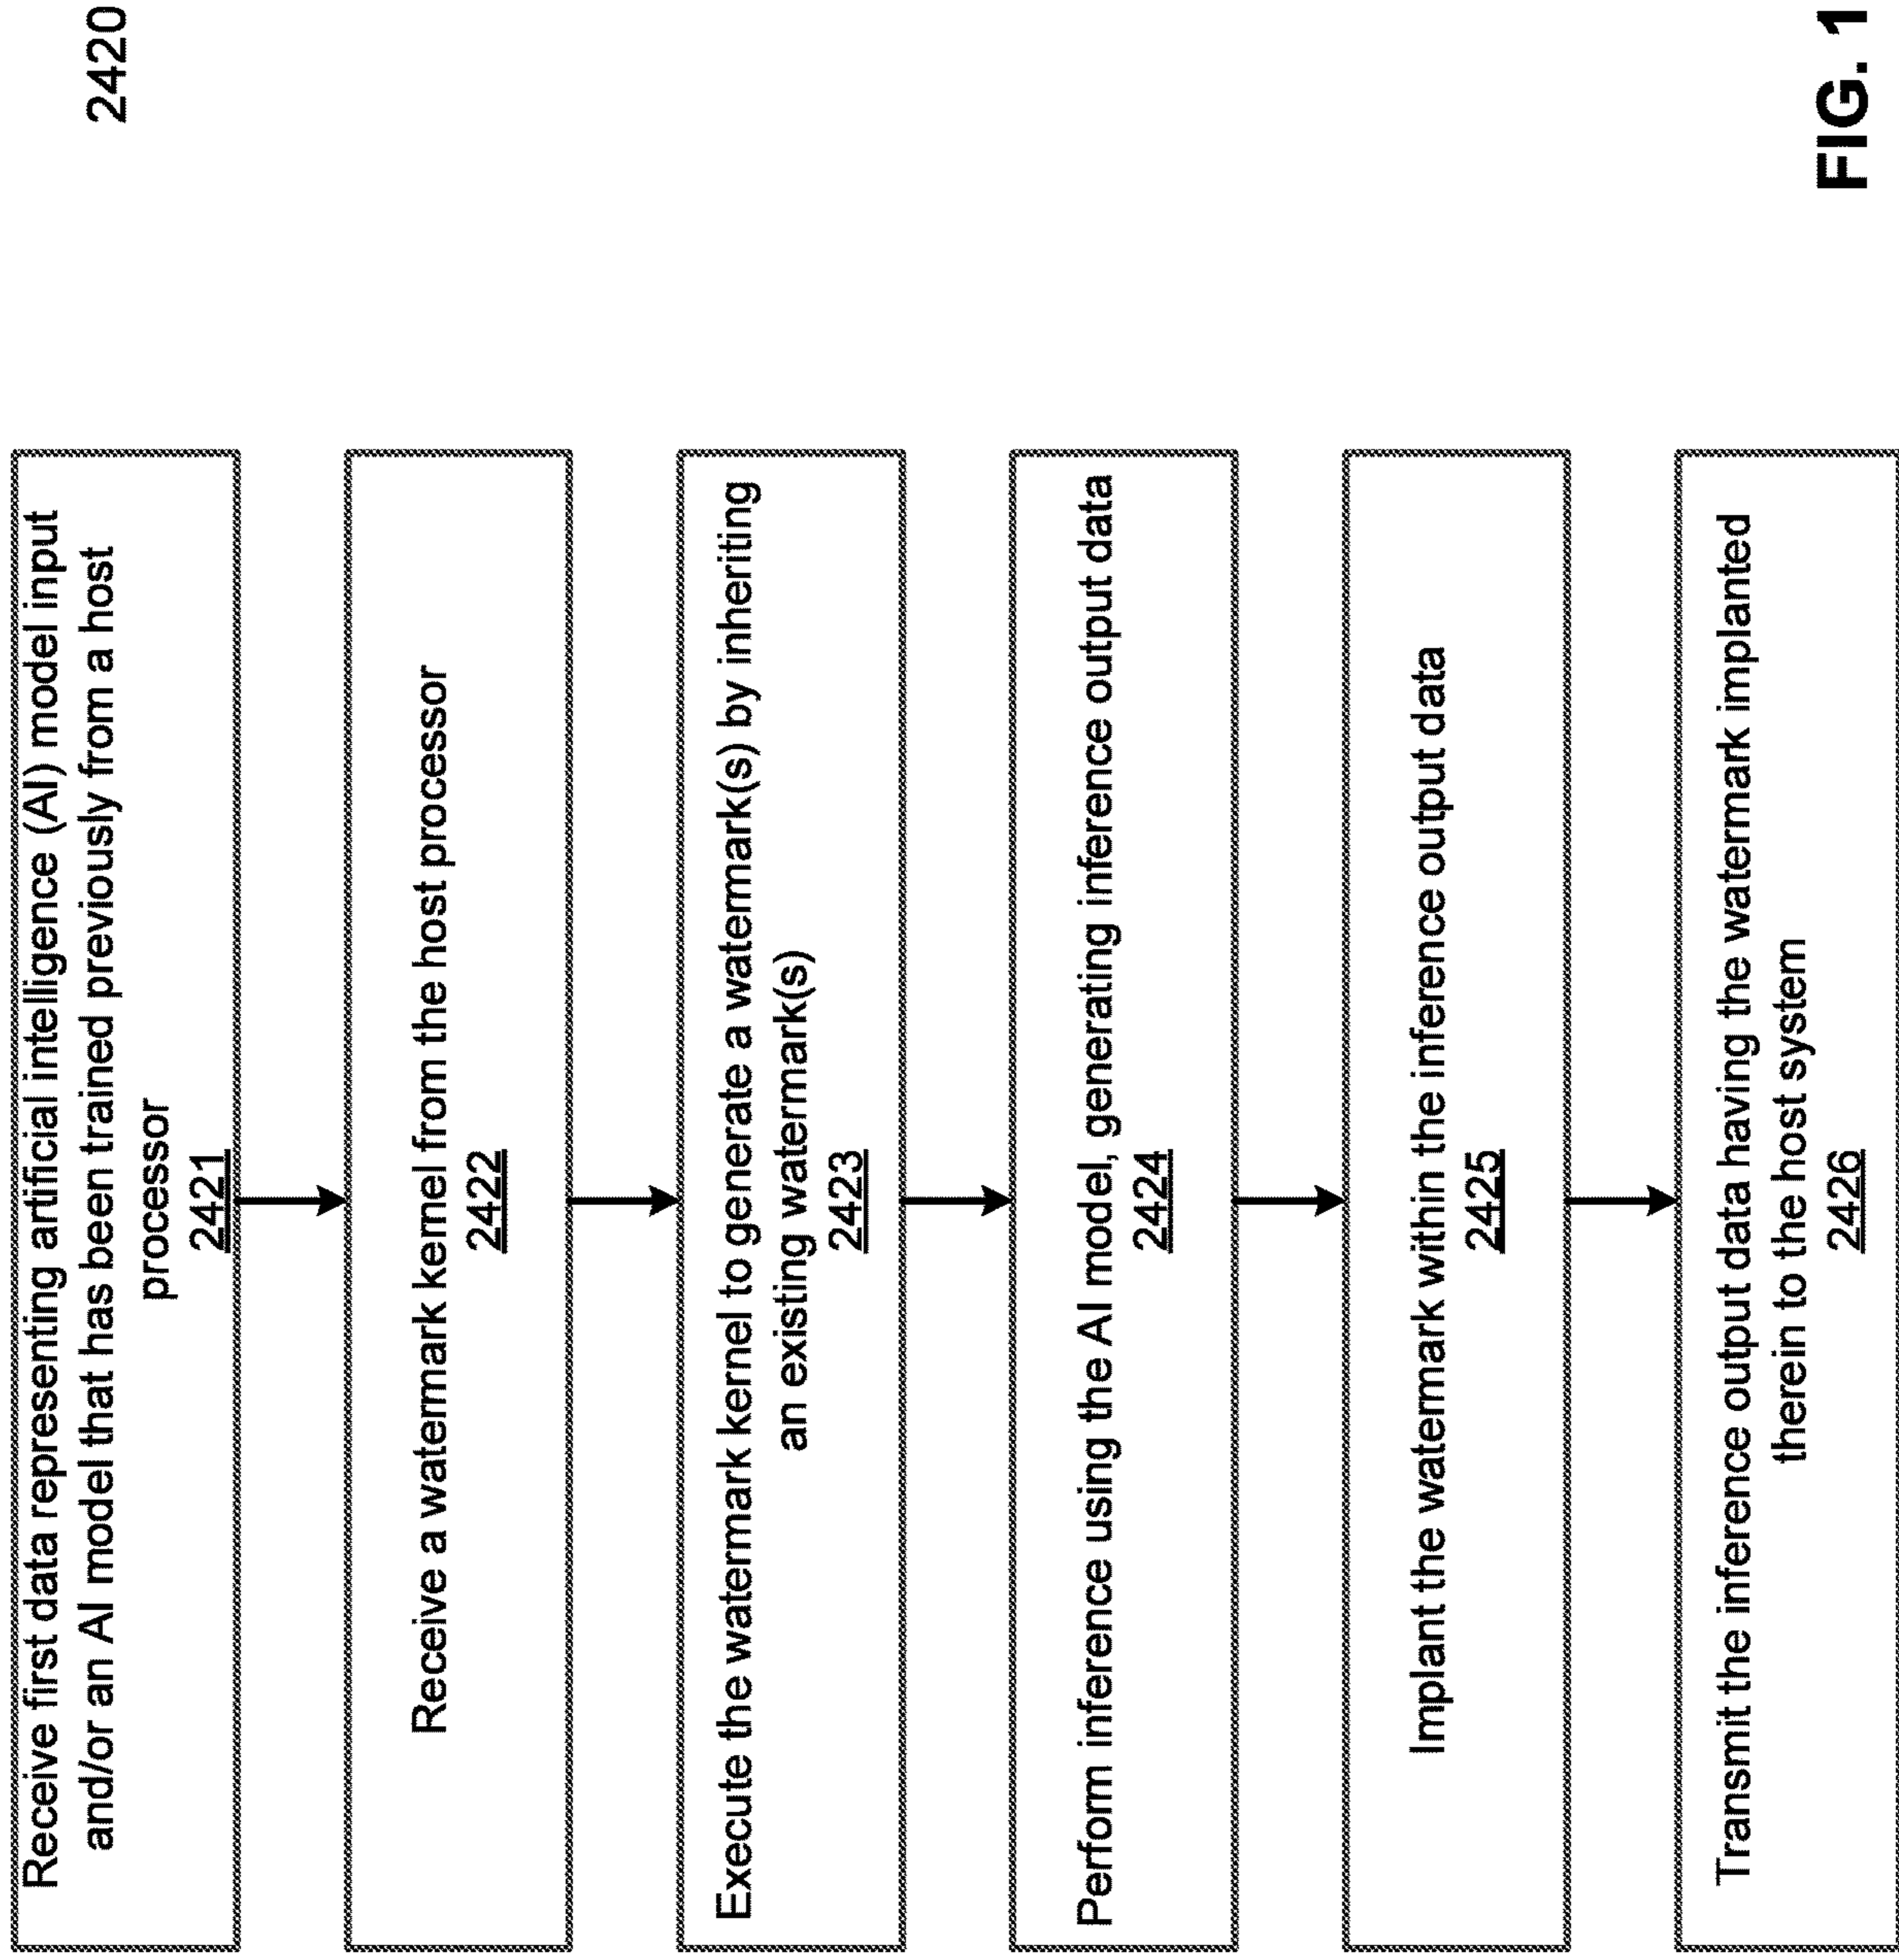 2420
Receive first data representing artificial intelligence (AI) model input
and/or an AI model that has been trained previously from a host
processor
2421
Receive a watermark kernel from the host processor
2422
Execute the watermark kernel to generate a watermark(s) by inheriting
an existing watermark(s)
2423
Perform inference using the AI model, generating inference output data
2424
Implant the watermark within the inference output data
2425
Transmit the inference output data having the watermark implanted
therein to the host system
2426
FIG. 1